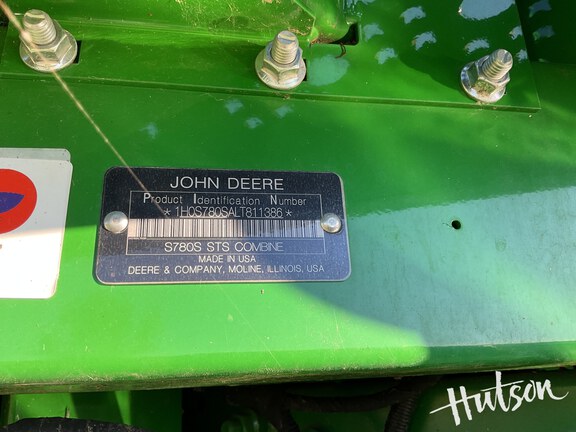 JOHN DEERE
Product Identification Number
*1H0S780SALT811386*
S780S STS COMBINE
MADE IN USA
DEERE & COMPANY, MOLINE, ILLINOIS, USA
Hutson